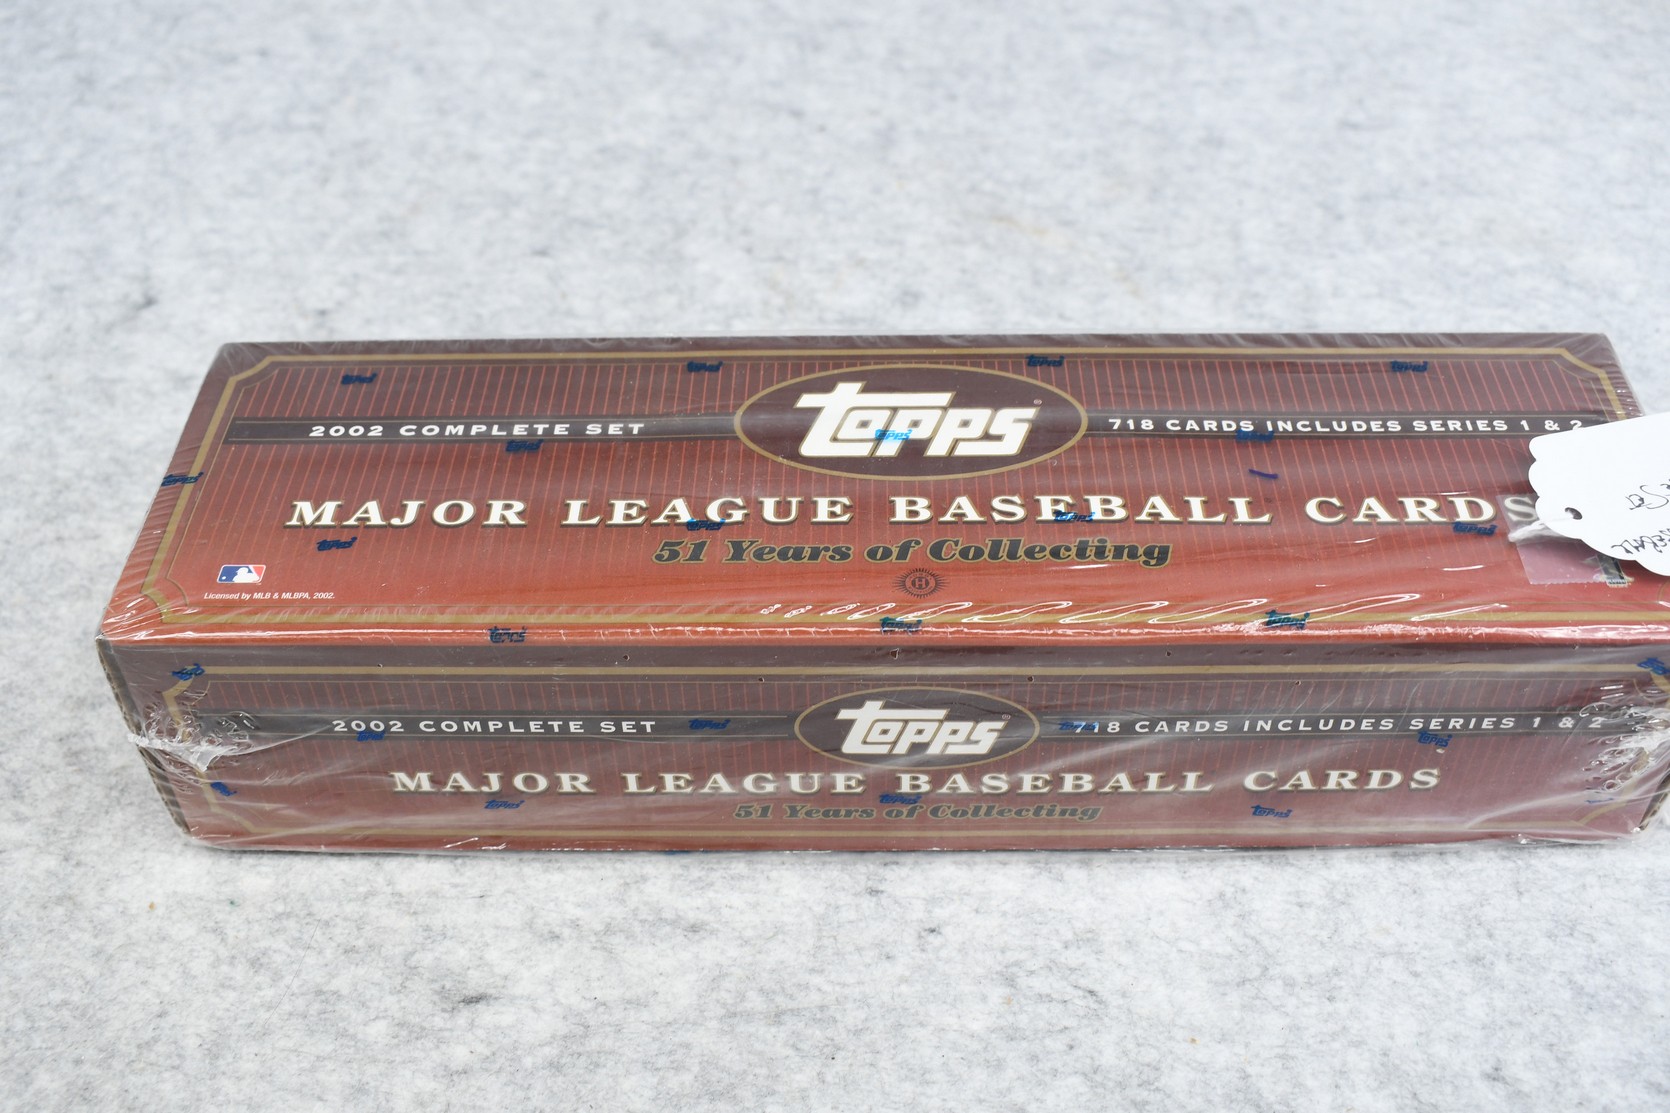 2002 COMPLETE SET topps 718 CARDS INCLUDES SERIES 1 & 2
MAJOR LEAGUE BASEBALL CARDS
51 Years of Collecting
Licensed by MLB & MLBPA, 2002.
2002 COMPLETE SET topps 718 CARDS INCLUDES SERIES 1 & 2
MAJOR LEAGUE BASEBALL CARDS
51 Years of Collecting